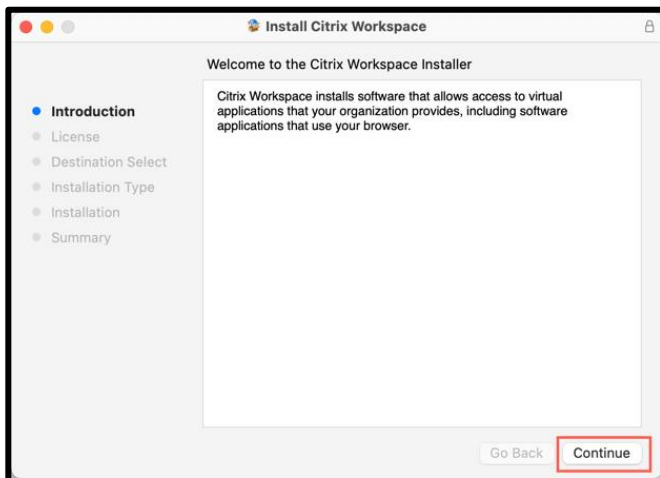 Install Citrix Workspace
Welcome to the Citrix Workspace Installer
Introduction
License
Destination Select
Installation Type
Installation
Summary
Citrix Workspace installs software that allows access to virtual
applications that your organization provides, including software
applications that use your browser.
Go Back
Continue